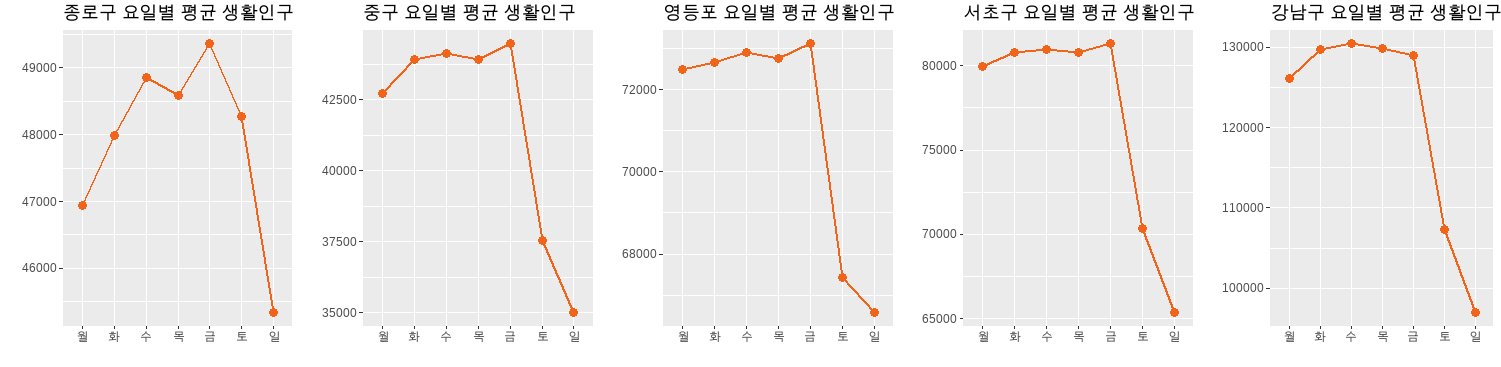 종로구 요일별 평균 생활인구
49000
48000
47000
46000
월 화 수 목 금 토 일
중구 요일별 평균 생활인구
42500
40000
37500
35000
월 화 수 목 금 토 일
영등포 요일별 평균 생활인구
72000
70000
68000
월 화 수 목 금 토 일
서초구 요일별 평균 생활인구
80000
75000
70000
65000
월 화 수 목 금 토 일
강남구 요일별 평균 생활인구
130000
120000
110000
100000
월 화 수 목 금 토 일